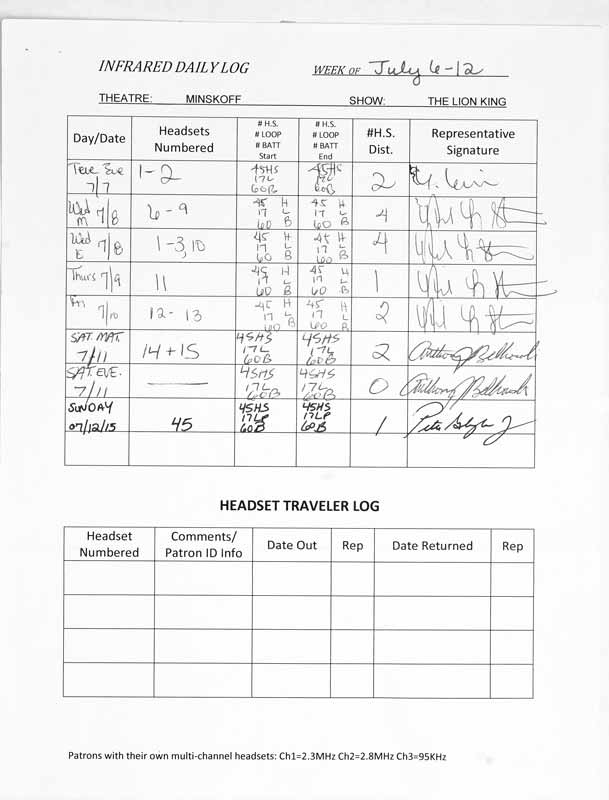 INFRARED DAILY LOG WEEK OF July 6-12
THEATRE: MINSKOFF SHOW: THE LION KING
Day/Date Headsets Numbered # H.S. # LOOP # BATT Start # H.S. # LOOP # BATT End #H.S. Dist. Representative Signature
Tue Eve 7/7 1-2 45HS 17L 60B 45HS 17L 60B 2
Wed M 7/8 6-9 45 H 17 L 60 B 45 H 17 L 60 B 4
Wed E 7/8 1-3,10 45 H 17 L 60 B 45 H 17 L 60 B 4
Thurs 7/9 11 45 H 17 L 60 B 45 H 17 L 60 B 1
Fri 7/10 12-13 45 H 17 L 60 B 45 H 17 L 60 B 2
SAT. MAT. 7/11 14+15 45HS 17L 60B 45HS 17L 60B 2 Anthony
SAT. EVE. 7/11 — 45HS 17L 60B 45HS 17L 60B 0 Anthony
SUNDAY 07/12/15 45 45HS 17LP 60B 45HS 17LP 60B 1 Peter
HEADSET TRAVELER LOG
Headset Numbered Comments/ Patron ID Info Date Out Rep Date Returned Rep
Patrons with their own multi-channel headsets: Ch1=2.3MHz Ch2=2.8MHz Ch3=95KHz